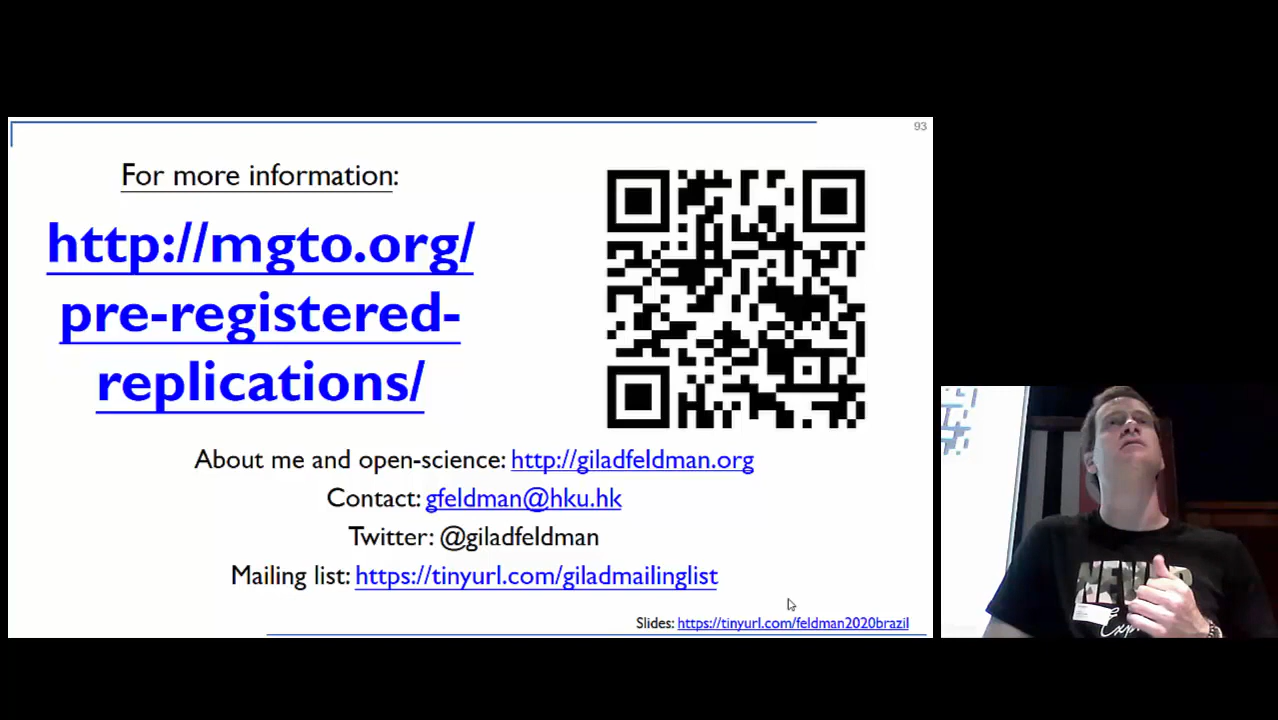 93
For more information:
http://mgto.org/
pre-registered-
replications/
About me and open-science: http://giladfeldman.org
Contact: gfeldman@hku.hk
Twitter: @giladfeldman
Mailing list: https://tinyurl.com/giladmailinglist
Slides: https://tinyurl.com/feldman2020brazil